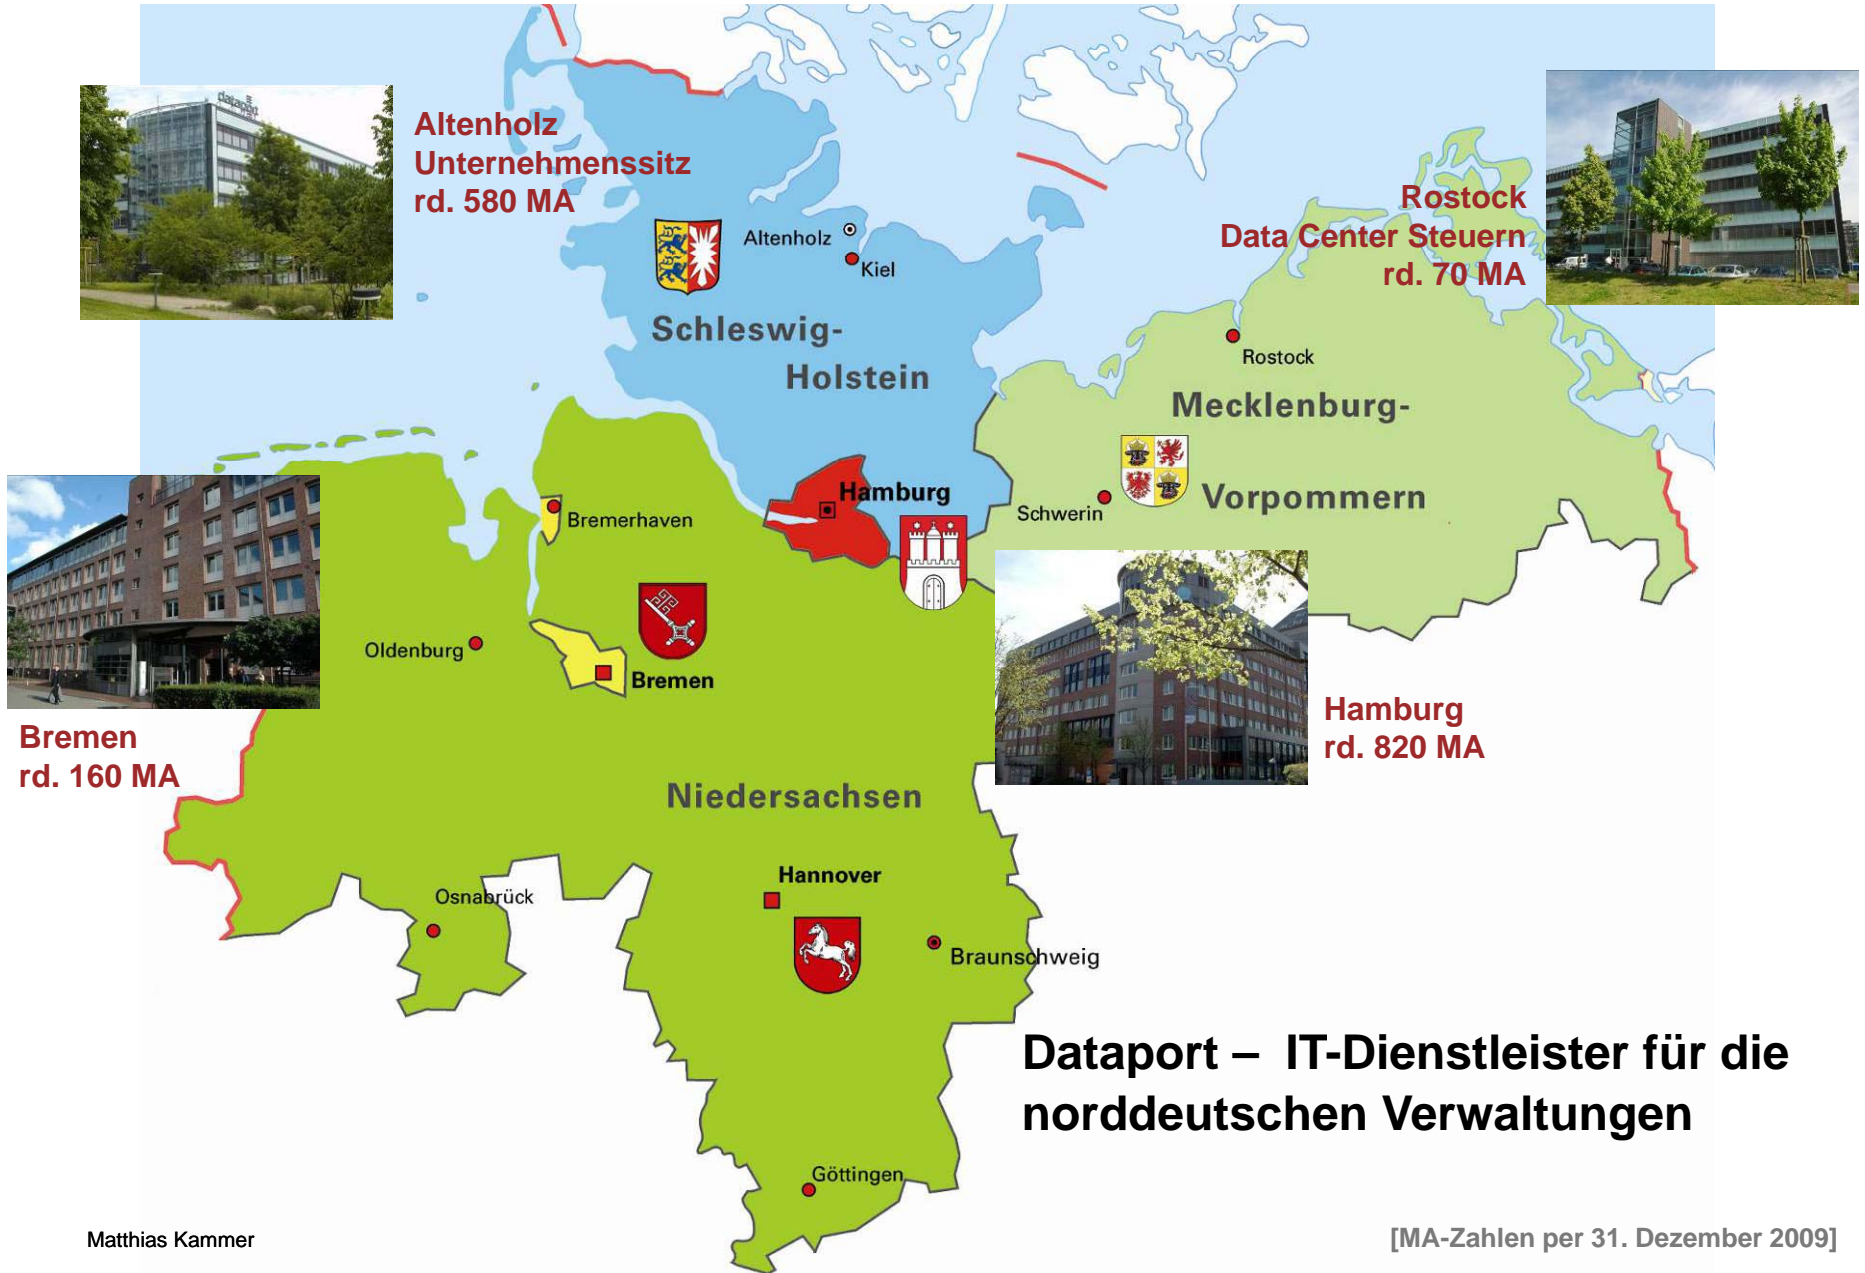 dataport
Altenholz
Unternehmenssitz
rd. 580 MA
Rostock
Data Center Steuern
rd. 70 MA
Altenholz
Kiel
Schleswig-
Holstein
Rostock
Mecklenburg-
Vorpommern
Schwerin
Hamburg
Bremerhaven
Oldenburg
Bremen
Bremen
rd. 160 MA
Hamburg
rd. 820 MA
Niedersachsen
Hannover
Osnabrück
Braunschweig
Dataport –  IT-Dienstleister für die
norddeutschen Verwaltungen
Göttingen
Matthias Kammer
[MA-Zahlen per 31. Dezember 2009]